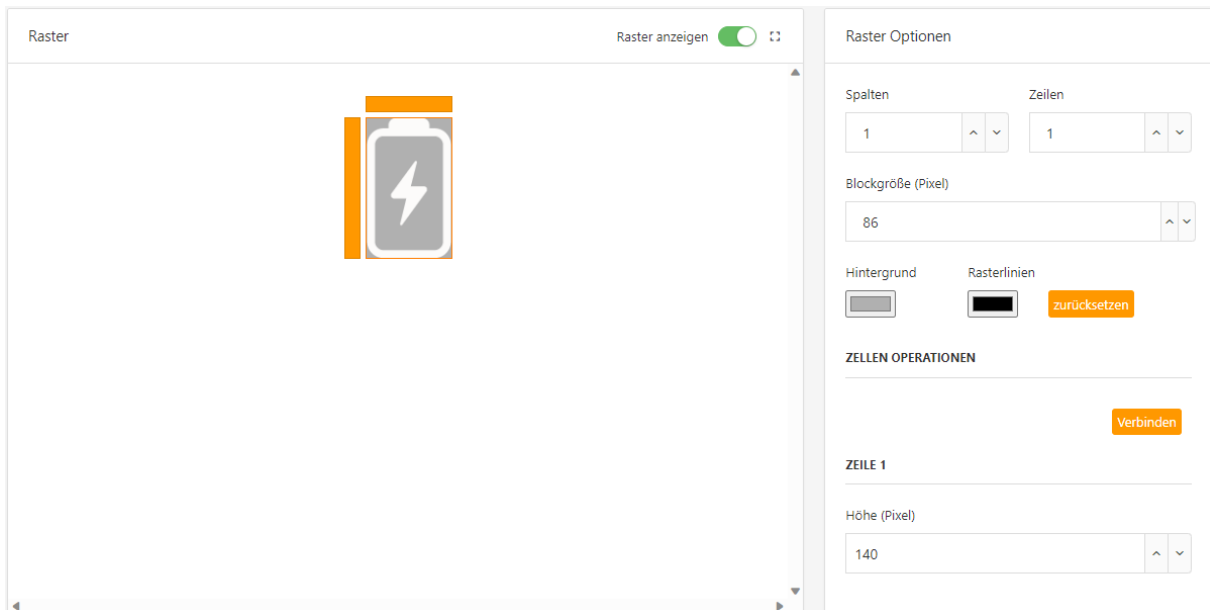 Raster
Raster anzeigen
Raster Optionen
Spalten
Zeilen
1
1
Blockgröße (Pixel)
86
Hintergrund
Rasterlinien
zurücksetzen
ZELLEN OPERATIONEN
Verbinden
ZEILE 1
Höhe (Pixel)
140